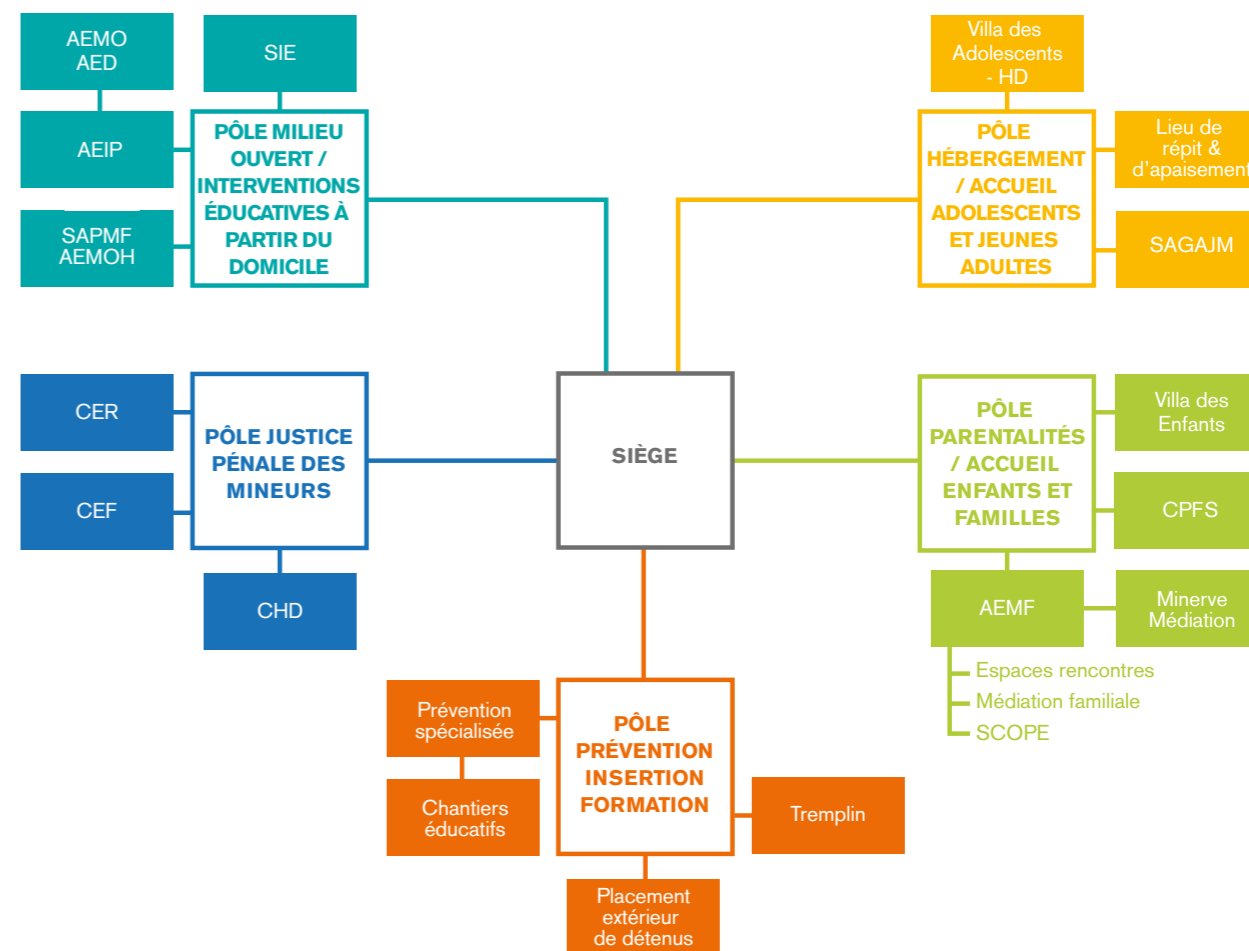 AEMO
AED
SIE
AEIP
SAPMF
AEMOH
PÔLE MILIEU
OUVERT /
INTERVENTIONS
ÉDUCATIVES À
PARTIR DU
DOMICILE
Villa des
Adolescents
- HD
PÔLE
HÉBERGEMENT
/ ACCUEIL
ADOLESCENTS
ET JEUNES
ADULTES
Lieu de
répit &
d'apaisement
SAGAJM
CER
CEF
PÔLE JUSTICE
PÉNALE DES
MINEURS
CHD
SIÈGE
PÔLE
PARENTALITÉS
/ ACCUEIL
ENFANTS ET
FAMILLES
Villa des
Enfants
CPFS
AEMF
Minerve
Médiation
Espaces rencontres
Médiation familiale
SCOPE
Prévention
spécialisée
Chantiers
éducatifs
PÔLE
PRÉVENTION
INSERTION
FORMATION
Tremplin
Placement
extérieur
de détenus